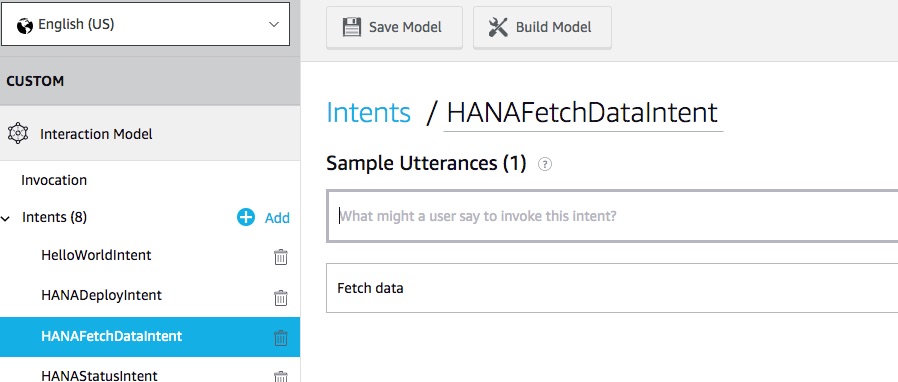 English (US)
CUSTOM
Interaction Model
Invocation
Intents (8)
Add
HelloWorldIntent
HANADeployIntent
HANAFetchDataIntent
HANAStatusIntent
Save Model
Build Model
Intents / HANAFetchDataIntent
Sample Utterances (1) ?
What might a user say to invoke this intent?
Fetch data